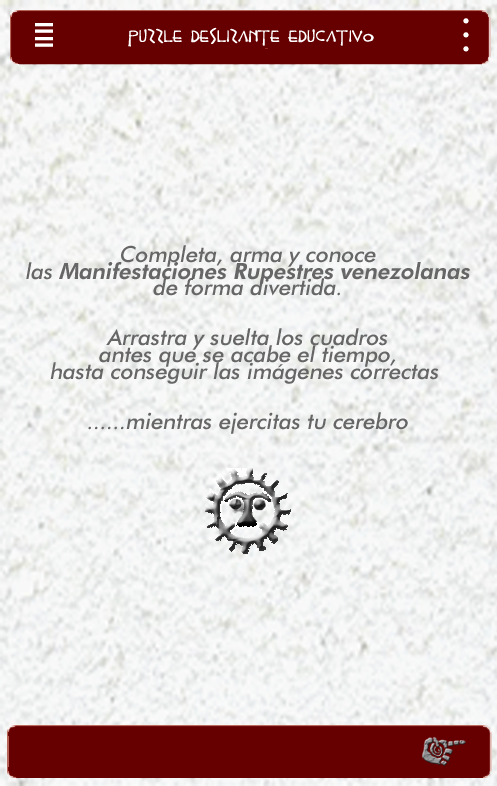 PUZZLE DESLIZANTE EDUCATIVO
Completa, arma y conoce
las Manifestaciones Rupestres venezolanas
de forma divertida.
Arrastra y suelta los cuadros
antes que se acabe el tiempo,
hasta conseguir las imágenes correctas
......mientras ejercitas tu cerebro